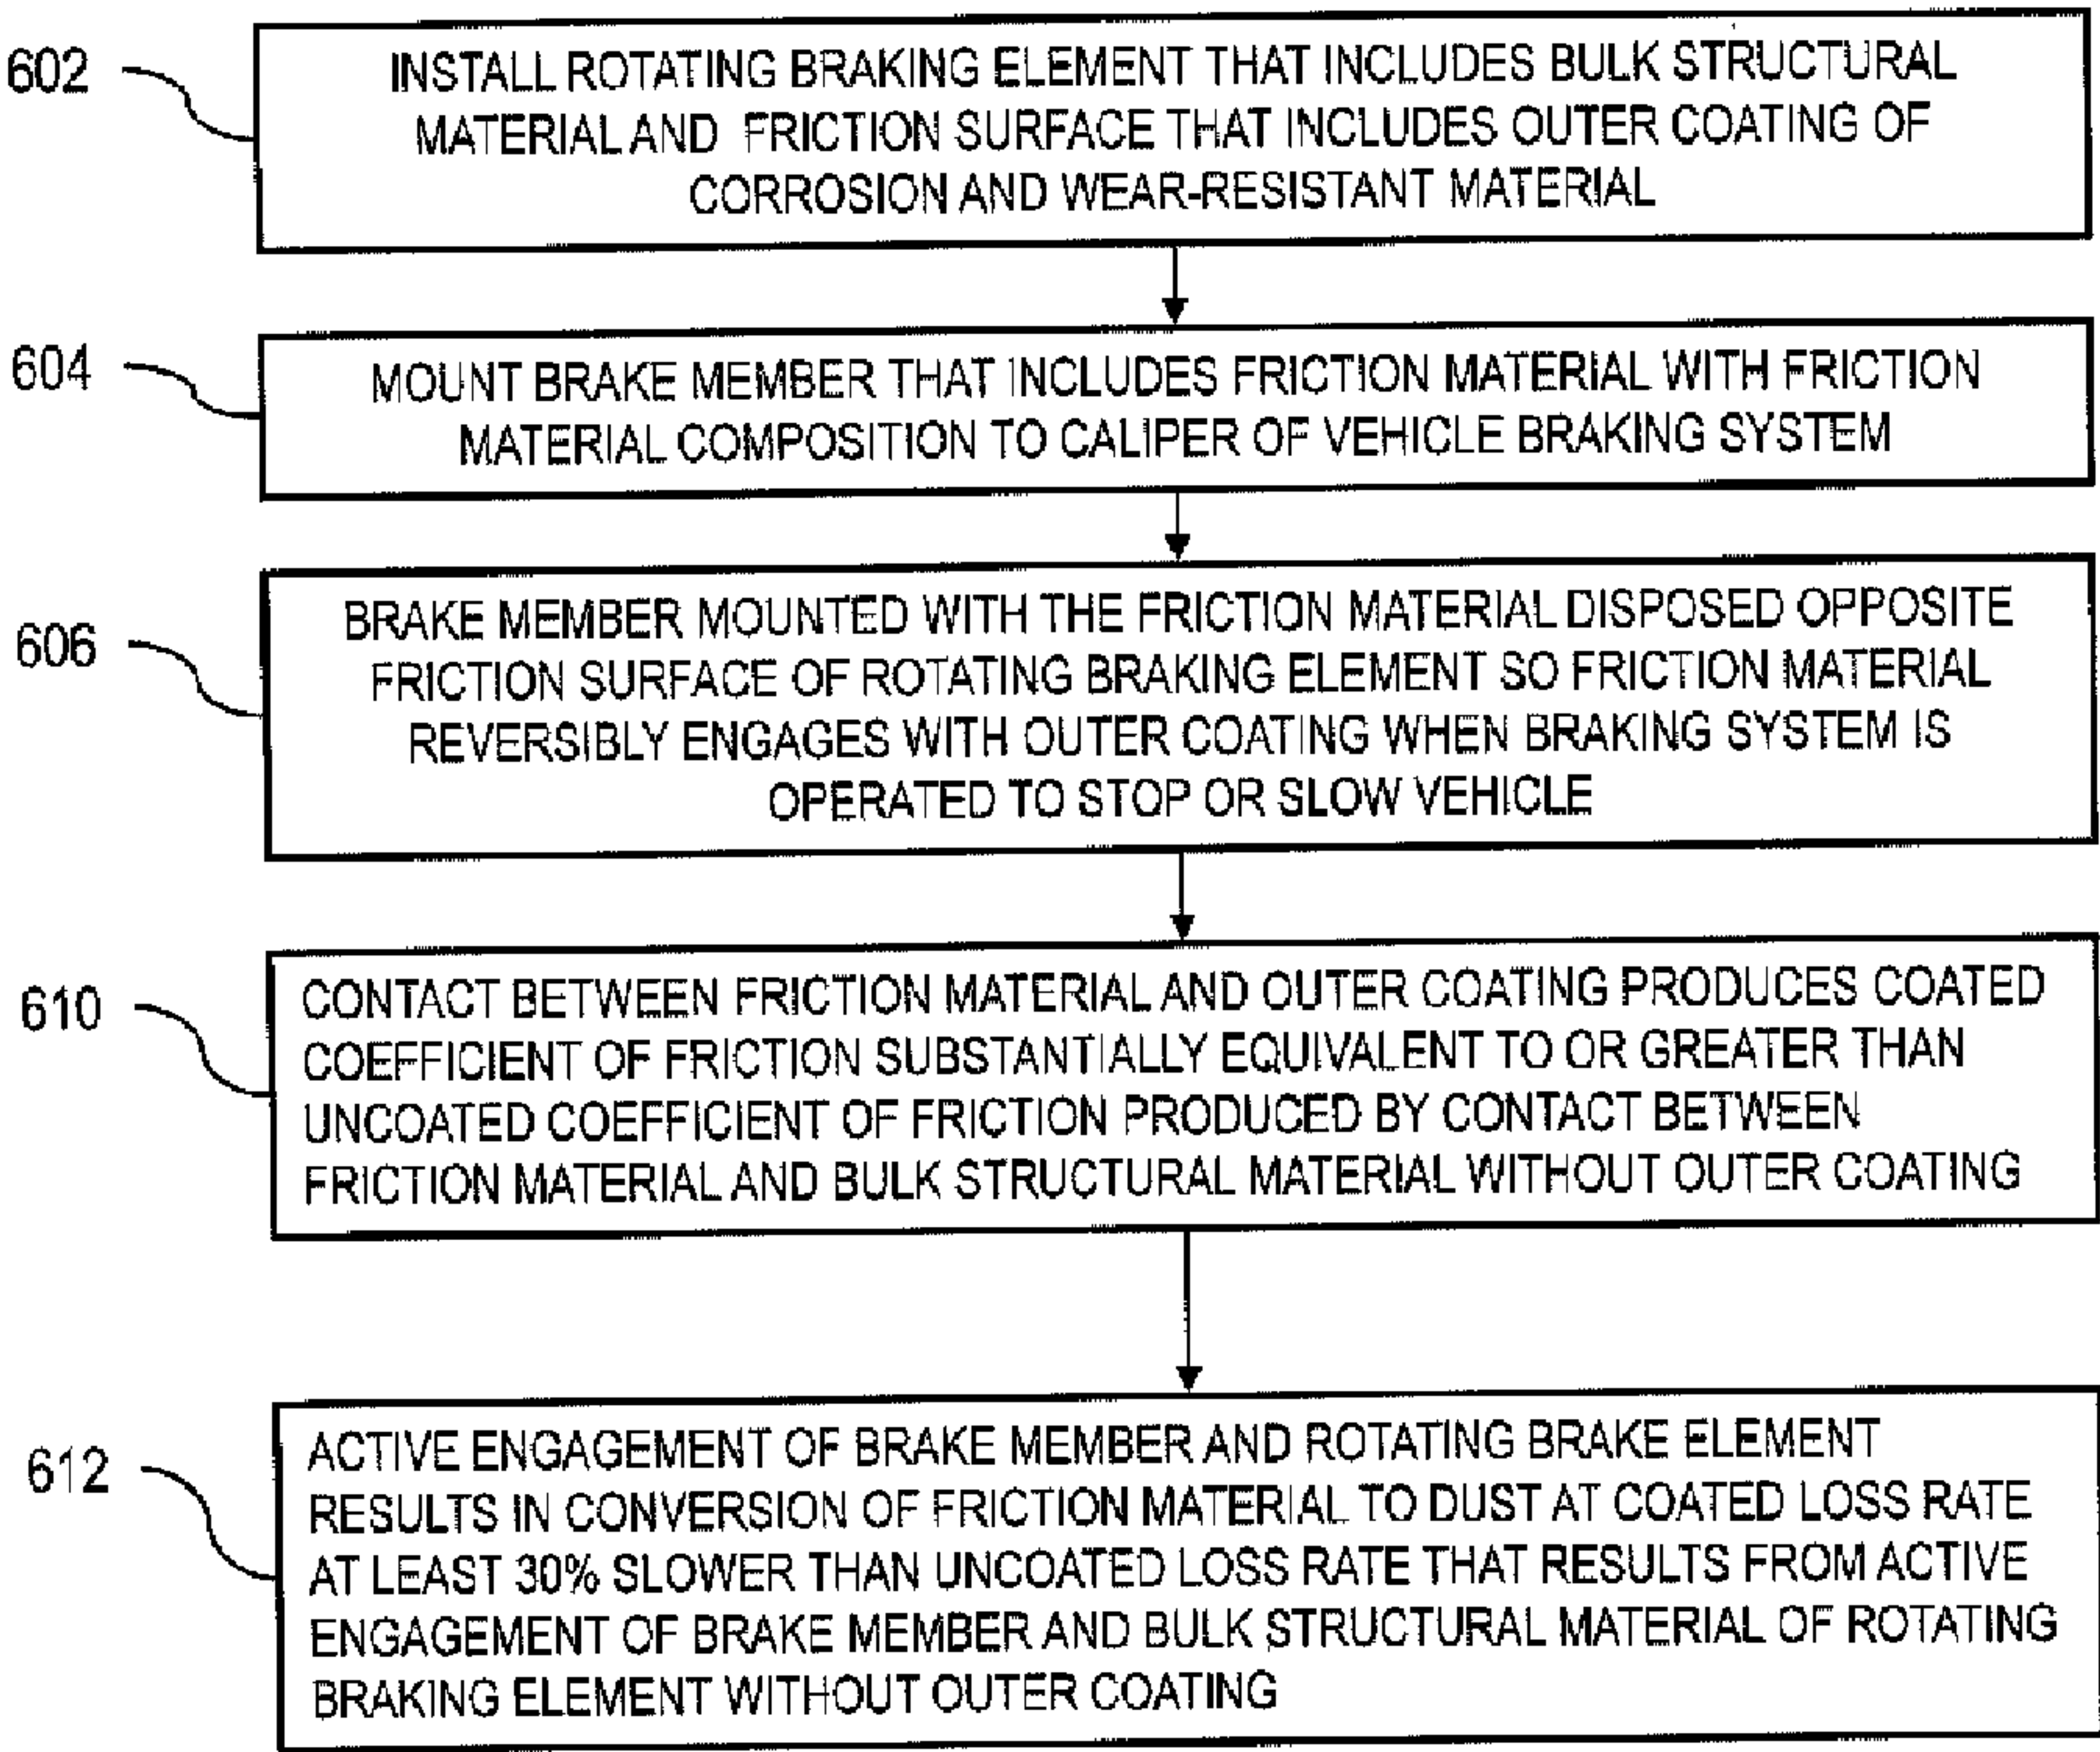 602
INSTALL ROTATING BRAKING ELEMENT THAT INCLUDES BULK STRUCTURAL
MATERIAL AND FRICTION SURFACE THAT INCLUDES OUTER COATING OF
CORROSION AND WEAR-RESISTANT MATERIAL
604
MOUNT BRAKE MEMBER THAT INCLUDES FRICTION MATERIAL WITH FRICTION
MATERIAL COMPOSITION TO CALIPER OF VEHICLE BRAKING SYSTEM
606
BRAKE MEMBER MOUNTED WITH THE FRICTION MATERIAL DISPOSED OPPOSITE
FRICTION SURFACE OF ROTATING BRAKING ELEMENT SO FRICTION MATERIAL
REVERSIBLY ENGAGES WITH OUTER COATING WHEN BRAKING SYSTEM IS
OPERATED TO STOP OR SLOW VEHICLE
610
CONTACT BETWEEN FRICTION MATERIAL AND OUTER COATING PRODUCES COATED
COEFFICIENT OF FRICTION SUBSTANTIALLY EQUIVALENT TO OR GREATER THAN
UNCOATED COEFFICIENT OF FRICTION PRODUCED BY CONTACT BETWEEN
FRICTION MATERIAL AND BULK STRUCTURAL MATERIAL WITHOUT OUTER COATING
612
ACTIVE ENGAGEMENT OF BRAKE MEMBER AND ROTATING BRAKE ELEMENT
RESULTS IN CONVERSION OF FRICTION MATERIAL TO DUST AT COATED LOSS RATE
AT LEAST 30% SLOWER THAN UNCOATED LOSS RATE THAT RESULTS FROM ACTIVE
ENGAGEMENT OF BRAKE MEMBER AND BULK STRUCTURAL MATERIAL OF ROTATING
BRAKING ELEMENT WITHOUT OUTER COATING